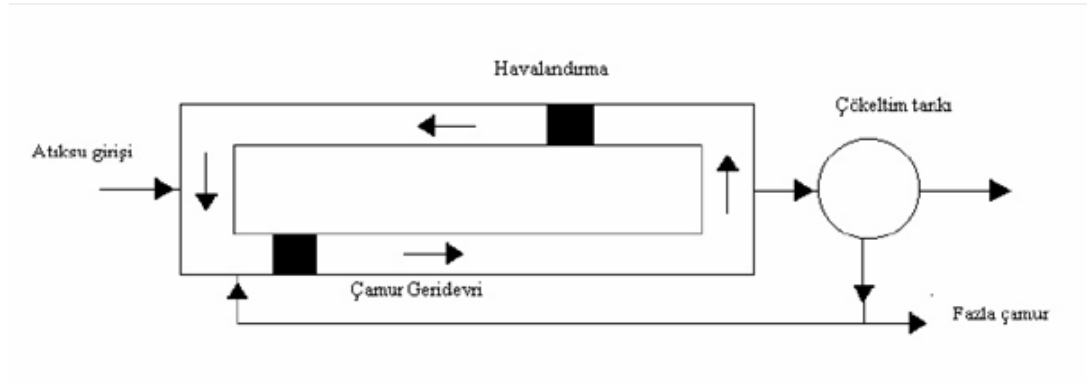 Havalandırma
Çökeltim tankı
Atıksu girişi
Çamur Geridevri
Fazla çamur